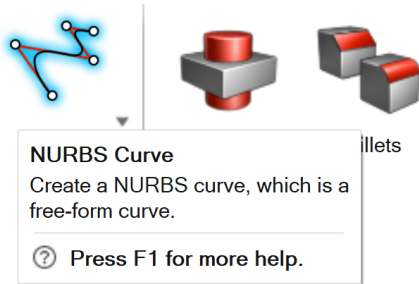 NURBS Curve
illets
Create a NURBS curve, which is a
free-form curve.
Press F1 for more help.